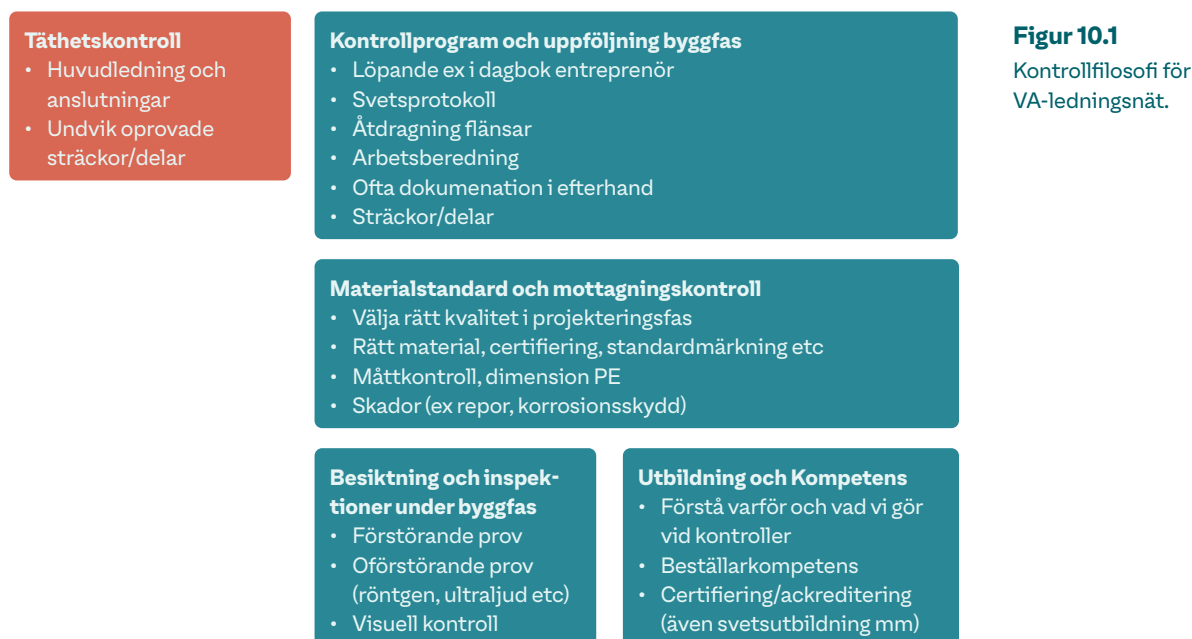 Täthetskontroll
• Huvudledning och
anslutningar
• Undvik oprovade
sträckor/delar
Kontrollprogram och uppföljning byggfas
• Löpande ex i dagbok entreprenör
• Svetsprotokoll
• Åtdragning flänsar
• Arbetsberedning
• Ofta dokumenation i efterhand
• Sträckor/delar
Figur 10.1
Kontrollfilosofi för
VA-ledningsnät.
Materialstandard och mottagningskontroll
• Välja rätt kvalitet i projekteringsfas
• Rätt material, certifiering, standardmärkning etc
• Måttkontroll, dimension PE
• Skador (ex repor, korrosionsskydd)
Besiktning och inspek-
tioner under byggfas
• Förstörande prov
• Oförstörande prov
(röntgen, ultraljud etc)
• Visuell kontroll
Utbildning och Kompetens
• Förstå varför och vad vi gör
vid kontroller
• Beställarkompetens
• Certifiering/ackreditering
(även svetsutbildning mm)